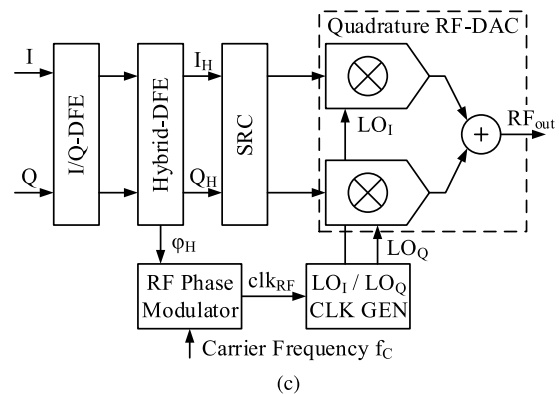 Quadrature RF-DAC
I
Q
I/Q-DFE
Hybrid-DFE
I_H
Q_H
SRC
LO_I
LO_Q
RF_out
+
φ_H
RF Phase
Modulator
clk_RF
LO_I / LO_Q
CLK GEN
Carrier Frequency f_C
(c)